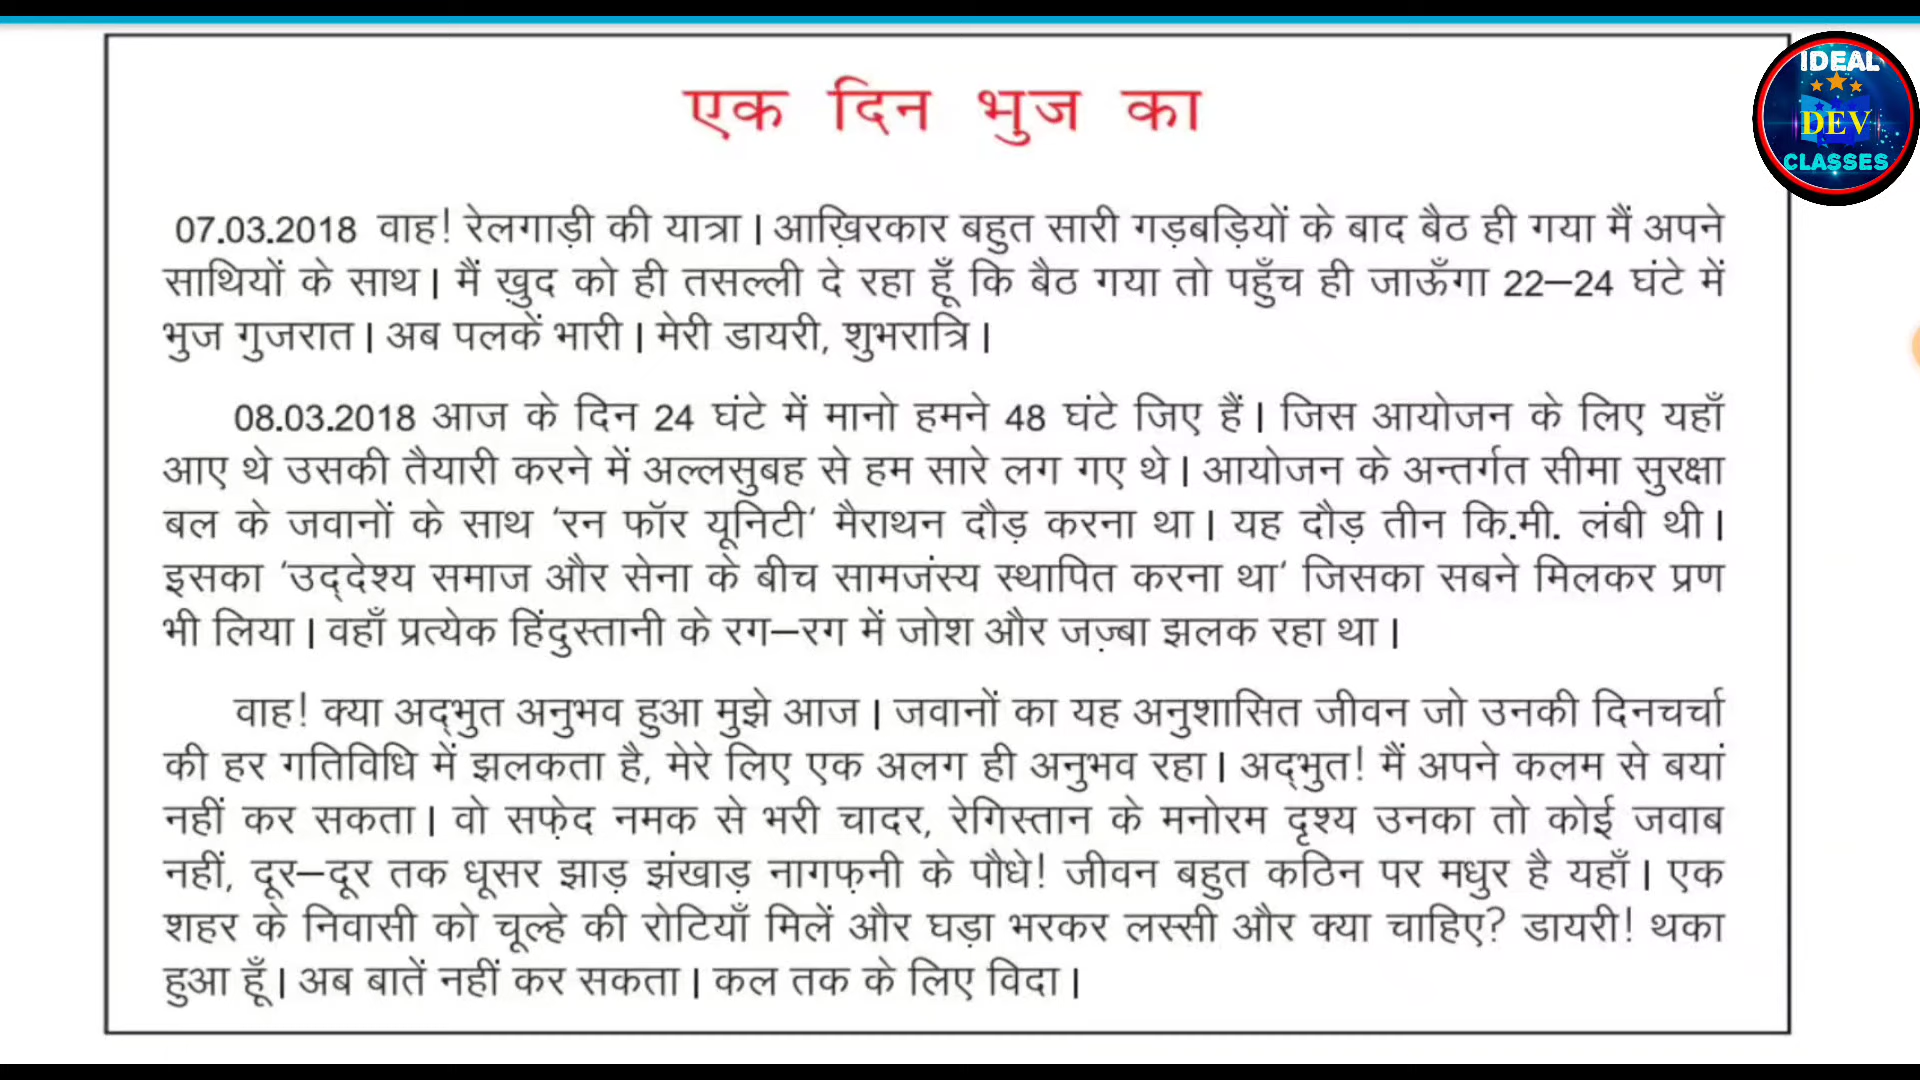 एक दिन भुज का
IDEAL
DEV
CLASSES
07.03.2018 वाह! रेलगाड़ी की यात्रा। आख़िरकार बहुत सारी गड़बड़ियों के बाद बैठ ही गया मैं अपने
साथियों के साथ। मैं ख़ुद को ही तसल्ली दे रहा हूँ कि बैठ गया तो पहुँच ही जाऊँगा 22–24 घंटे में
भुज गुजरात। अब पलकें भारी। मेरी डायरी, शुभरात्रि।
08.03.2018 आज के दिन 24 घंटे में मानो हमने 48 घंटे जिए हैं। जिस आयोजन के लिए यहाँ
आए थे उसकी तैयारी करने में अल्लसुबह से हम सारे लग गए थे। आयोजन के अन्तर्गत सीमा सुरक्षा
बल के जवानों के साथ 'रन फॉर यूनिटी' मैराथन दौड़ करना था। यह दौड़ तीन कि.मी. लंबी थी।
इसका 'उद्देश्य समाज और सेना के बीच सामजंस्य स्थापित करना था' जिसका सबने मिलकर प्रण
भी लिया। वहाँ प्रत्येक हिंदुस्तानी के रग–रग में जोश और जज़्बा झलक रहा था।
वाह! क्या अद्भुत अनुभव हुआ मुझे आज। जवानों का यह अनुशासित जीवन जो उनकी दिनचर्चा
की हर गतिविधि में झलकता है, मेरे लिए एक अलग ही अनुभव रहा। अद्भुत! मैं अपने कलम से बयां
नहीं कर सकता। वो सफ़ेद नमक से भरी चादर, रेगिस्तान के मनोरम दृश्य उनका तो कोई जवाब
नहीं, दूर–दूर तक धूसर झाड़ झंखाड़ नागफ़नी के पौधे! जीवन बहुत कठिन पर मधुर है यहाँ। एक
शहर के निवासी को चूल्हे की रोटियाँ मिलें और घड़ा भरकर लस्सी और क्या चाहिए? डायरी! थका
हुआ हूँ। अब बातें नहीं कर सकता। कल तक के लिए विदा।